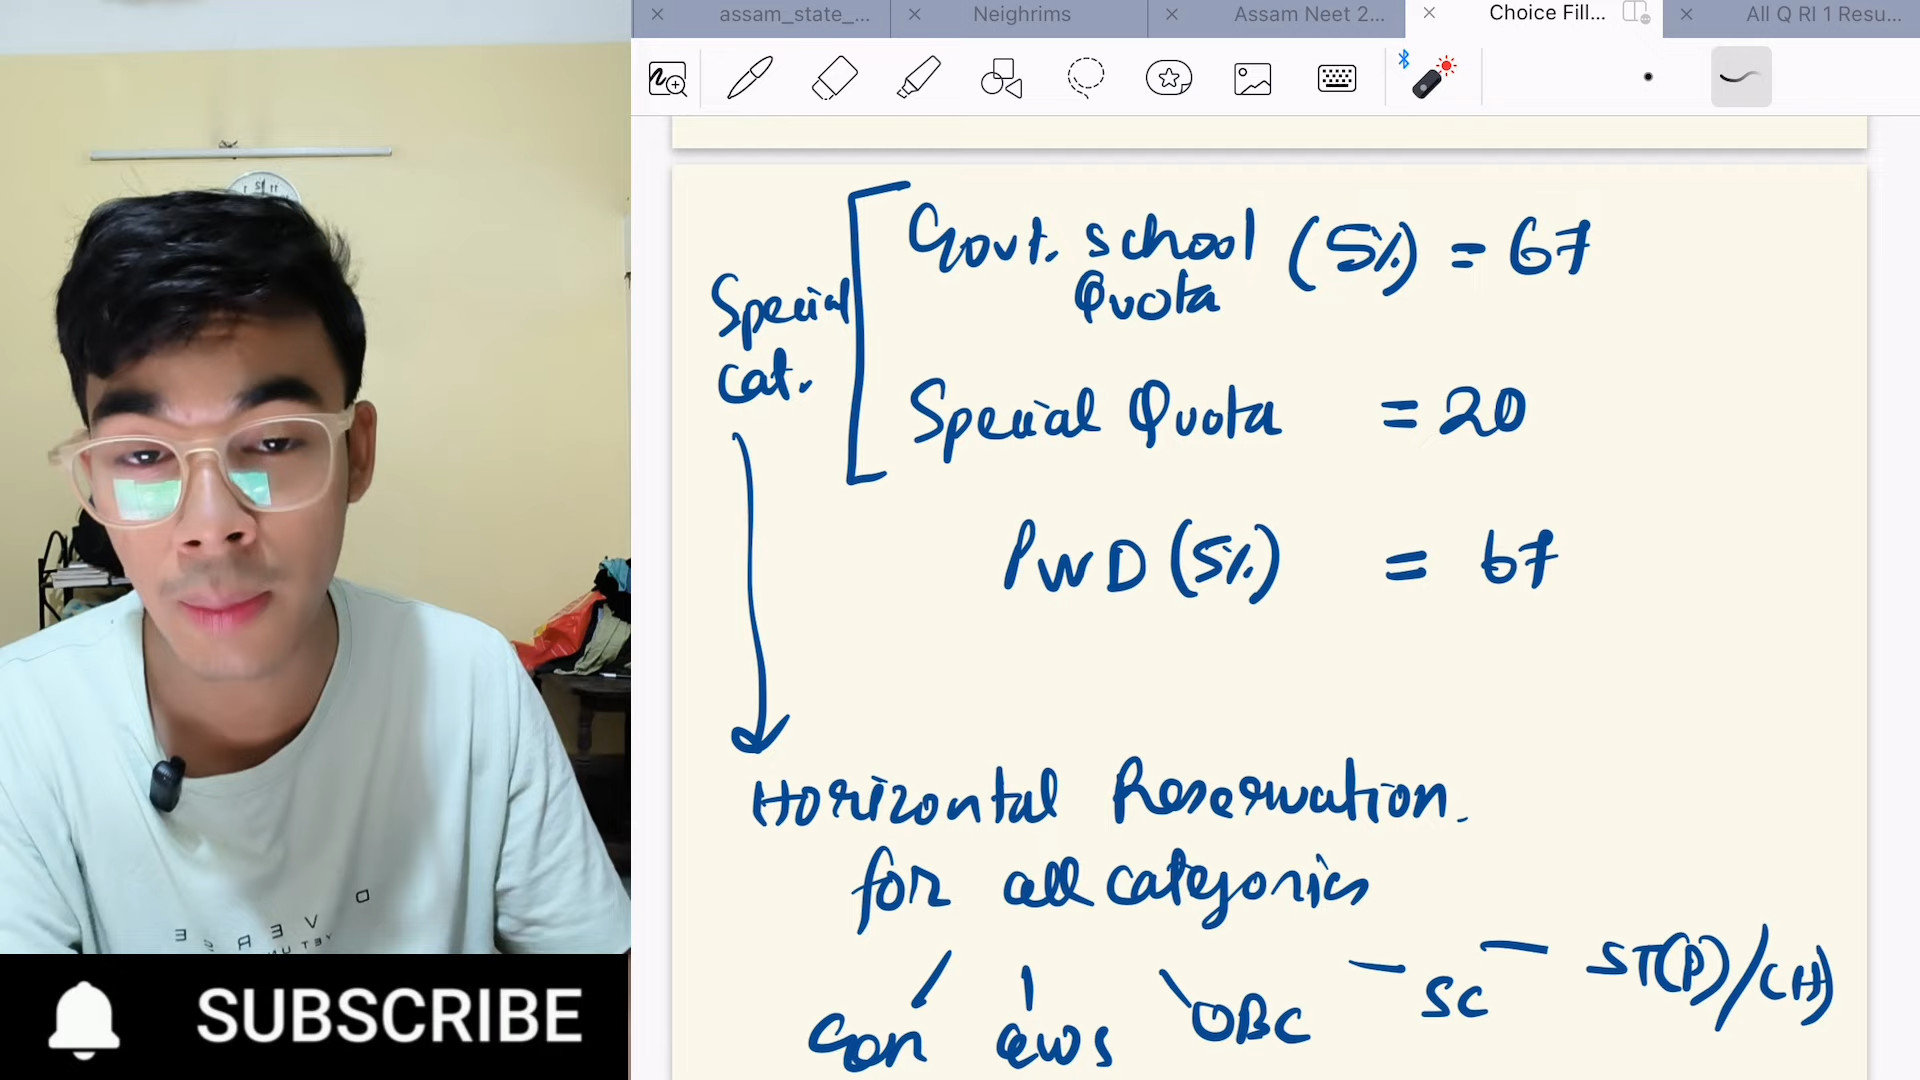 assam_state_...
Neighrims
Assam Neet 2...
Choice Fill...
All Q RI 1 Resu...
Govt. School (5%) = 67
Quota
Special
cat.
Special Quota = 20
PWD (5%) = 67
Horizontal Reservation.
for all categories
Gen EWS OBC SC ST(P)/(H)
SUBSCRIBE